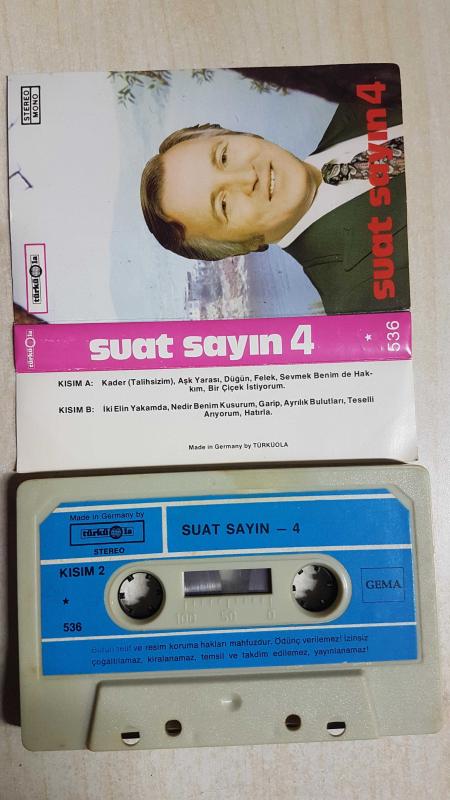 STEREO
MONO
türküola
suat sayın 4
türküola
suat sayın 4
★
536
KISIM A: Kader (Talihsizim), Aşk Yarası, Düğün, Felek, Sevmek Benim de Hak-
kım, Bir Çiçek İstiyorum.
KISIM B: İki Elin Yakamda, Nedir Benim Kusurum, Garip, Ayrılık Bulutları, Teselli
Arıyorum, Hatırla.
Made in Germany by TÜRKÜOLA
Made in Germany by
türküola
STEREO
SUAT SAYIN – 4
KISIM 2
★
536
GEMA
100 50 0
Bütün telif ve resim koruma hakları mahfuzdur. Ödünç verilemez! İzinsiz
çoğaltılamaz, kiralanamaz, temsil ve takdim edilemez, yayınlanamaz!